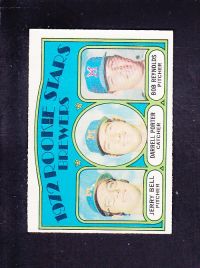 1972 ROOKIE STARS
BREWERS
JERRY BELL
PITCHER
DARRELL PORTER
CATCHER
BOB REYNOLDS
PITCHER